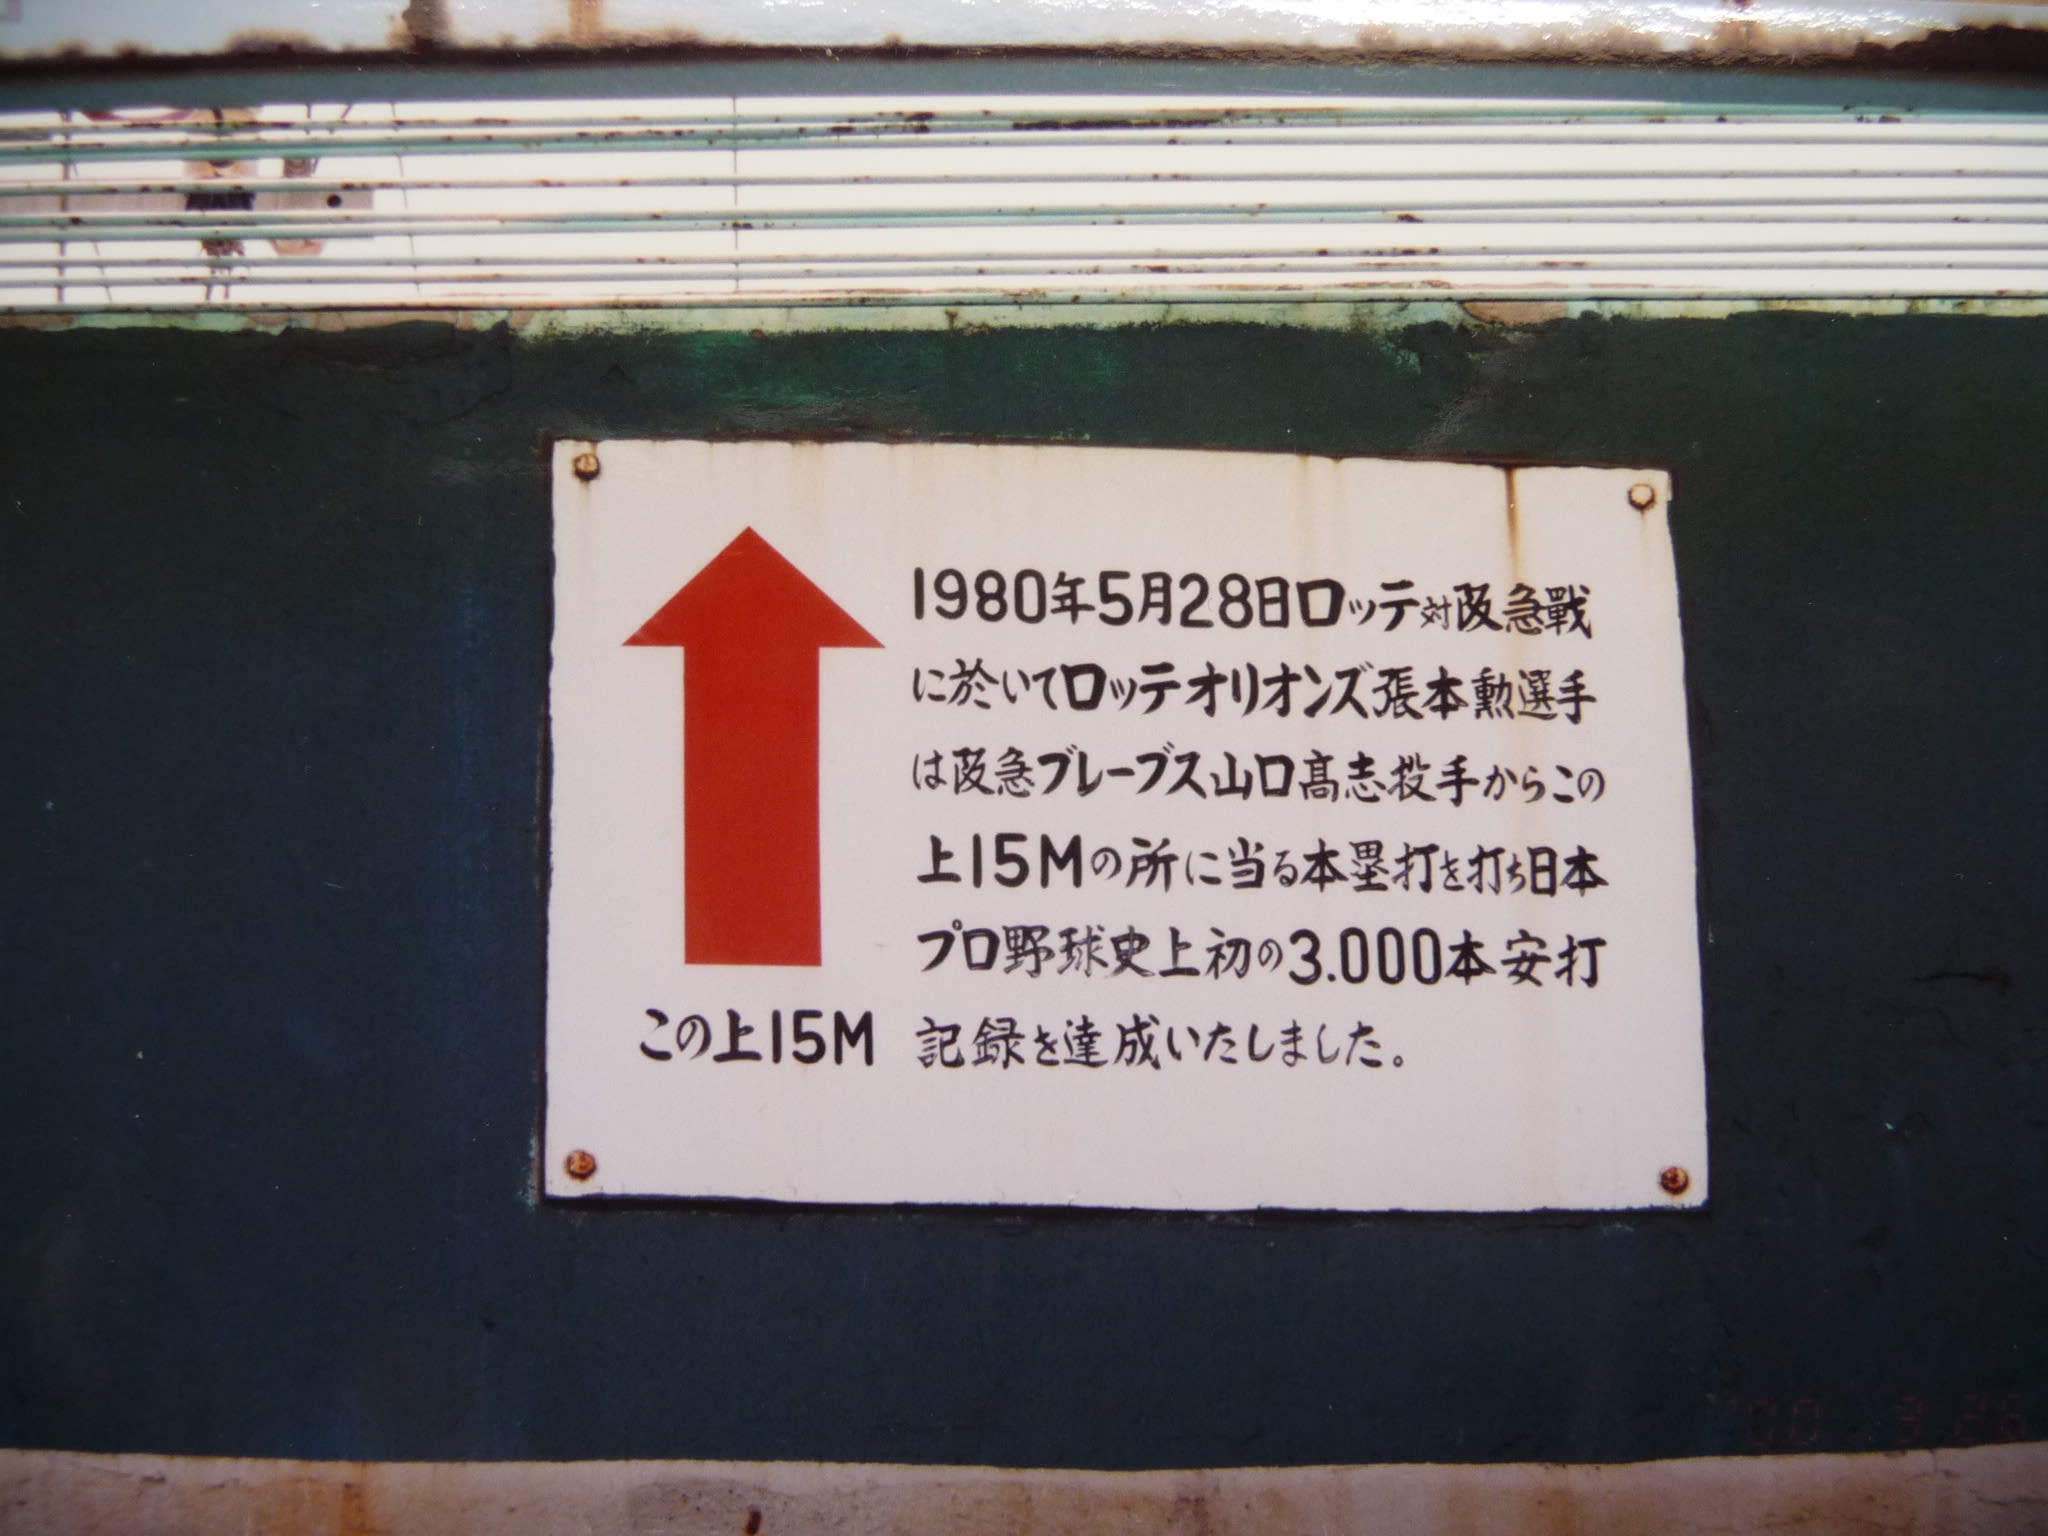 1980年5月28日ロッテ対阪急戰
に於いてロッテオリオンズ張本勲選手
は阪急ブレーブス山口髙志投手からこの
上15Mの所に当る本塁打を打ち日本
プロ野球史上初の3.000本安打
記録を達成いたしました。
この上15M
'00 9 26